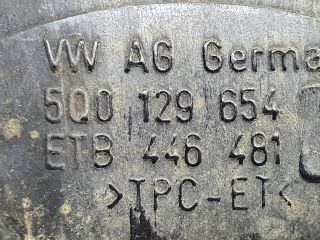 VW AG Germa
5Q0 129 654
ETB 446 481
>TPC-ET<